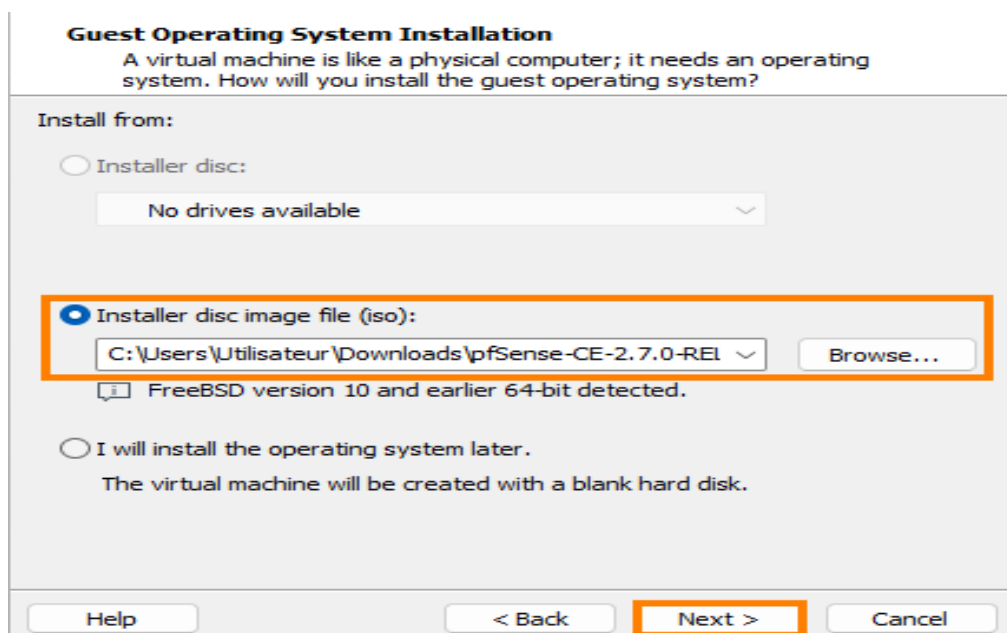 Guest Operating System Installation
A virtual machine is like a physical computer; it needs an operating
system. How will you install the guest operating system?
Install from:
Installer disc:
No drives available
Installer disc image file (iso):
C:\Users\Utilisateur\Downloads\pfSense-CE-2.7.0-REL
Browse...
FreeBSD version 10 and earlier 64-bit detected.
I will install the operating system later.
The virtual machine will be created with a blank hard disk.
Help
< Back
Next >
Cancel